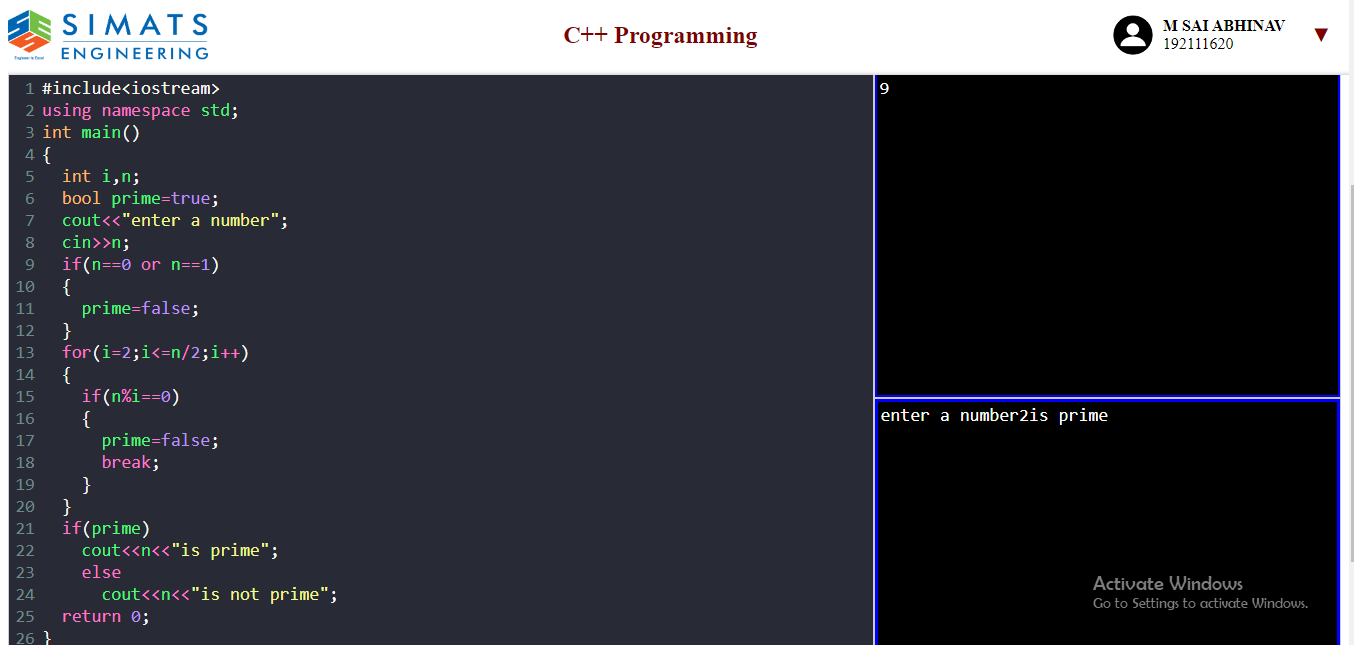 SIMATS
ENGINEERING
Engineer to Excel
C++ Programming
M SAI ABHINAV
192111620
▼
1 #include<iostream>
2 using namespace std;
3 int main()
4 {
5   int i,n;
6   bool prime=true;
7   cout<<"enter a number";
8   cin>>n;
9   if(n==0 or n==1)
10   {
11     prime=false;
12   }
13   for(i=2;i<=n/2;i++)
14   {
15     if(n%i==0)
16     {
17       prime=false;
18       break;
19     }
20   }
21   if(prime)
22     cout<<n<<"is prime";
23     else
24       cout<<n<<"is not prime";
25   return 0;
26 }
9
enter a number2is prime
Activate Windows
Go to Settings to activate Windows.